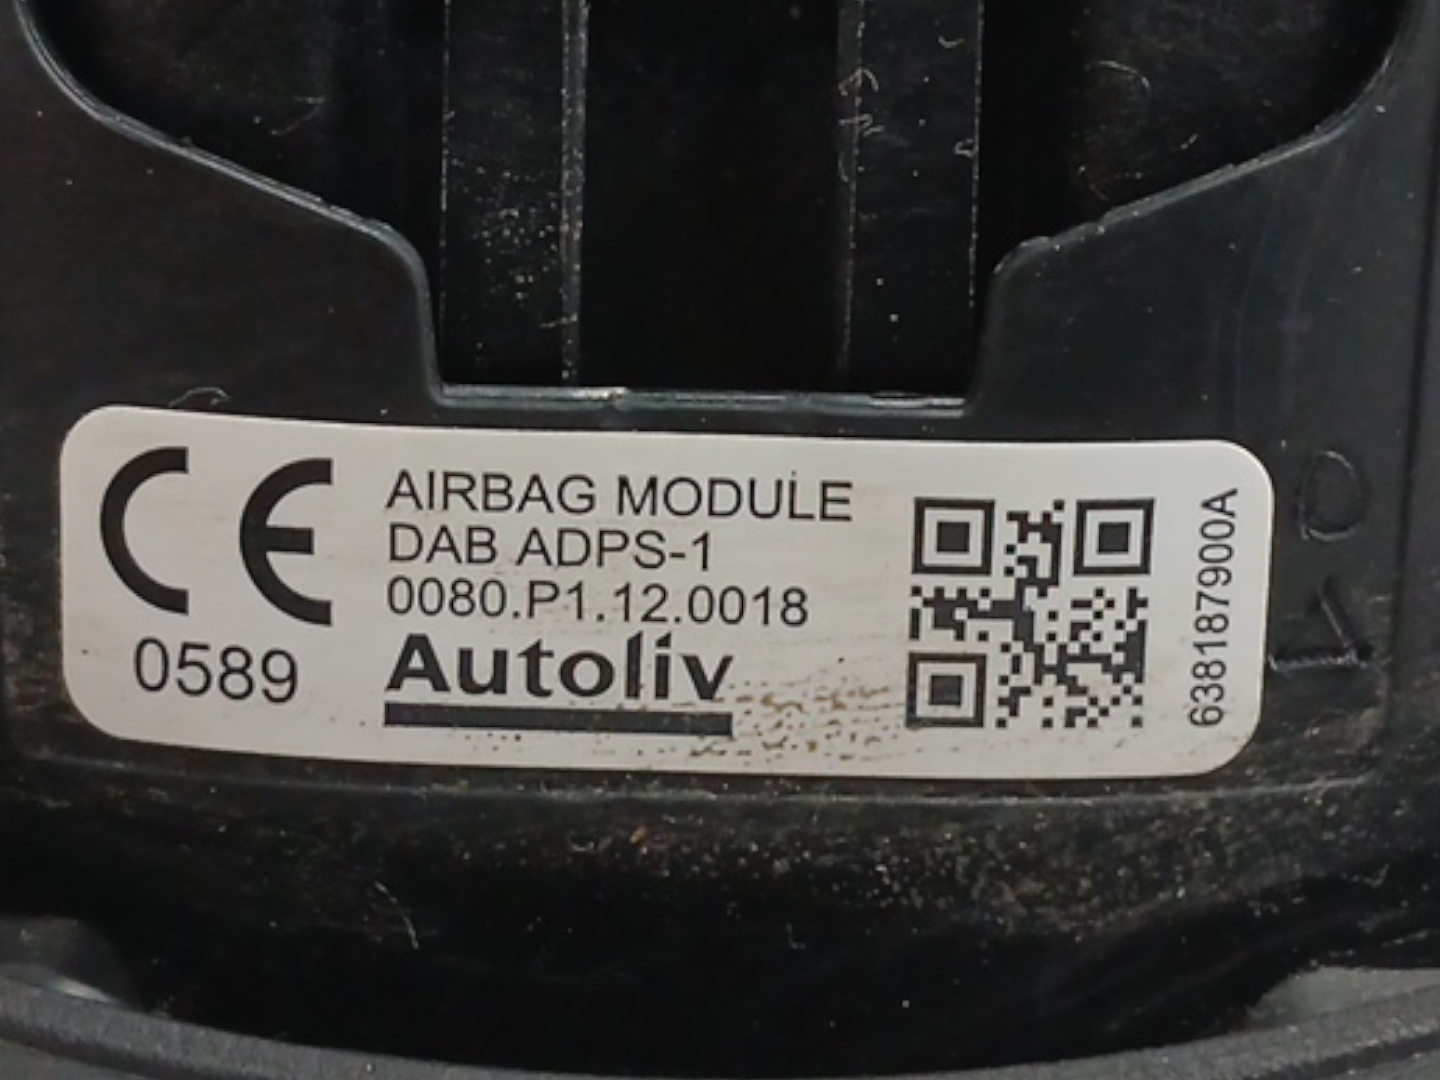 CE
0589
AIRBAG MODULE
DAB ADPS-1
0080.P1.12.0018
Autoliv
638187900A